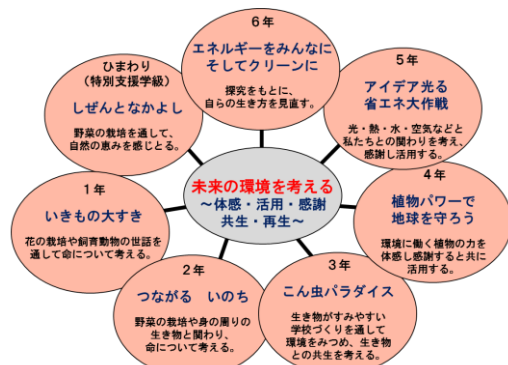 ６年
エネルギーをみんなに
そしてクリーンに
探究をもとに、
自らの生き方を見直す。
５年
アイデア光る
省エネ大作戦
光・熱・水・空気などと
私たちとの関わりを考え、
感謝し活用する。
４年
植物パワーで
地球を守ろう
環境に働く植物の力を
体感し感謝すると共に
活用する。
３年
こん虫パラダイス
生き物がすみやすい
学校づくりを通して
環境をみつめ、生き物
との共生を考える。
２年
つながる　いのち
野菜の栽培や身の周りの
生き物と関わり、
命について考える。
１年
いきもの大すき
花の栽培や飼育動物の世話を
通して命について考える。
ひまわり
（特別支援学級）
しぜんとなかよし
野菜の栽培を通して、
自然の恵みを感じとる。
未来の環境を考える
～体感・活用・感謝
共生・再生～